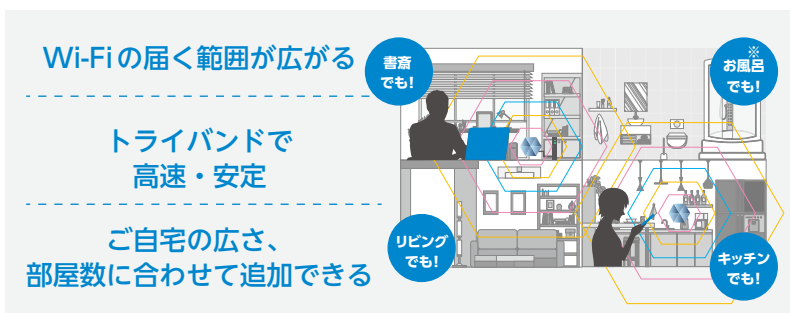 Wi-Fiの届く範囲が広がる
トライバンドで
高速・安定
ご自宅の広さ、
部屋数に合わせて追加できる
書斎
でも!
※
お風呂
でも!
リビング
でも!
キッチン
でも!